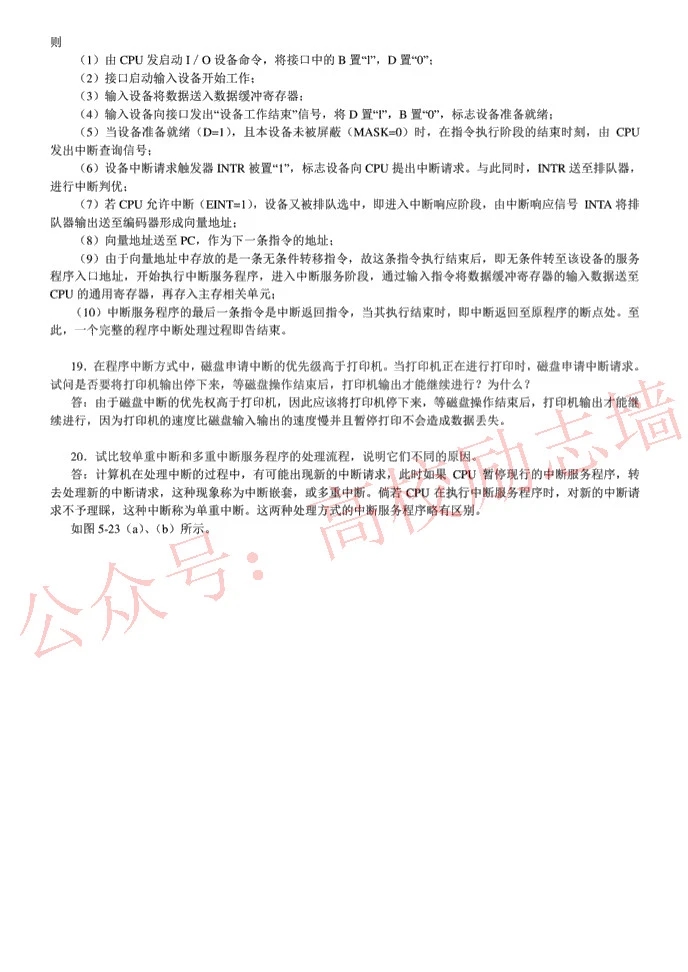 则
（1）由 CPU 发启动 I／O 设备命令，将接口中的 B 置“l”，D 置“0”；
（2）接口启动输入设备开始工作；
（3）输入设备将数据送入数据缓冲寄存器；
（4）输入设备向接口发出“设备工作结束”信号，将 D 置“l”，B 置“0”，标志设备准备就绪；
（5）当设备准备就绪（D=1），且本设备未被屏蔽（MASK=0）时，在指令执行阶段的结束时刻，由 CPU
发出中断查询信号；
（6）设备中断请求触发器 INTR 被置“1”，标志设备向 CPU 提出中断请求。与此同时，INTR 送至排队器，
进行中断判优；
（7）若 CPU 允许中断（EINT=1），设备又被排队选中，即进入中断响应阶段，由中断响应信号 INTA 将排
队器输出送至编码器形成向量地址；
（8）向量地址送至 PC，作为下一条指令的地址；
（9）由于向量地址中存放的是一条无条件转移指令，故这条指令执行结束后，即无条件转至该设备的服务
程序入口地址，开始执行中断服务程序，进入中断服务阶段，通过输入指令将数据缓冲寄存器的输入数据送至
CPU 的通用寄存器，再存入主存相关单元；
（10）中断服务程序的最后一条指令是中断返回指令，当其执行结束时，即中断返回至原程序的断点处。至
此，一个完整的程序中断处理过程即告结束。
19．在程序中断方式中，磁盘申请中断的优先级高于打印机。当打印机正在进行打印时，磁盘申请中断请求。
试问是否要将打印机输出停下来，等磁盘操作结束后，打印机输出才能继续进行？为什么？
答：由于磁盘中断的优先权高于打印机，因此应该将打印机停下来，等磁盘操作结束后，打印机输出才能继
续进行，因为打印机的速度比磁盘输入输出的速度慢并且暂停打印不会造成数据丢失。
20．试比较单重中断和多重中断服务程序的处理流程，说明它们不同的原因。
答：计算机在处理中断的过程中，有可能出现新的中断请求，此时如果 CPU 暂停现行的中断服务程序，转
去处理新的中断请求，这种现象称为中断嵌套，或多重中断。倘若 CPU 在执行中断服务程序时，对新的中断请
求不予理睬，这种中断称为单重中断。这两种处理方式的中断服务程序略有区别。
如图 5-23（a）、（b）所示。
公众号：高校励志墙